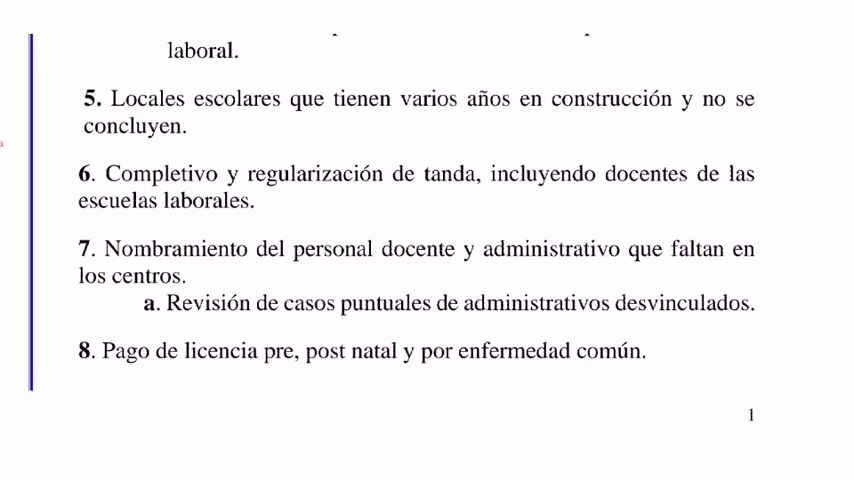 laboral.
5. Locales escolares que tienen varios años en construcción y no se
concluyen.
6. Completivo y regularización de tanda, incluyendo docentes de las
escuelas laborales.
7. Nombramiento del personal docente y administrativo que faltan en
los centros.
a. Revisión de casos puntuales de administrativos desvinculados.
8. Pago de licencia pre, post natal y por enfermedad común.
1